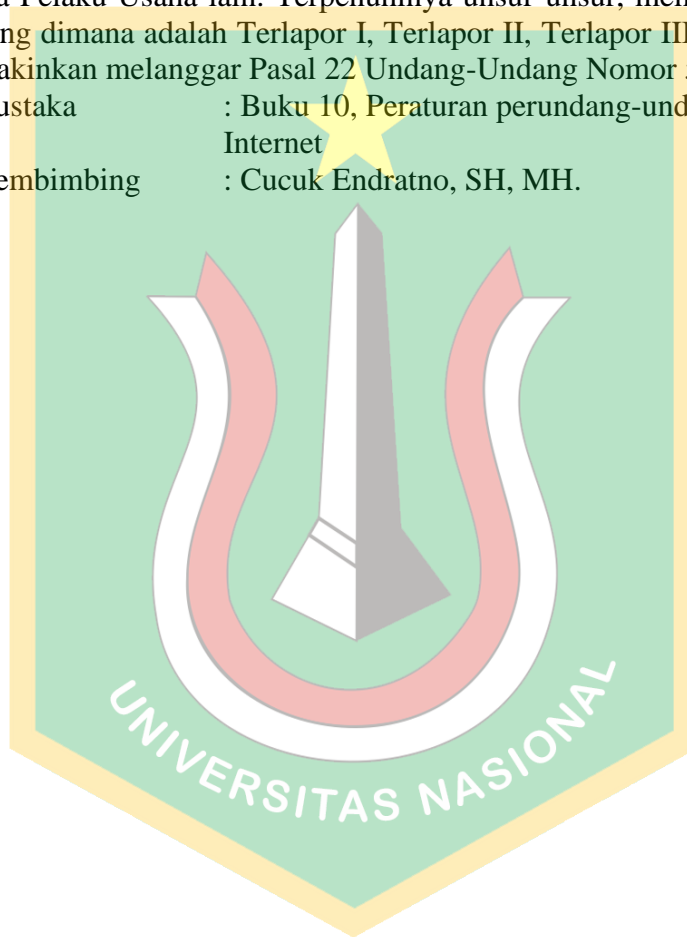 Pelaku Usaha lain. Terpenuhinya unsur-unsur,
ng dimana adalah Terlapor I, Terlapor II, Terlapor III
akinkan melanggar Pasal 22 Undang-Undang Nomor
ustaka : Buku 10, Peraturan perundang-und
Internet
embimbing : Cucuk Endratno, SH, MH.
UNIVERSITAS NASIONAL